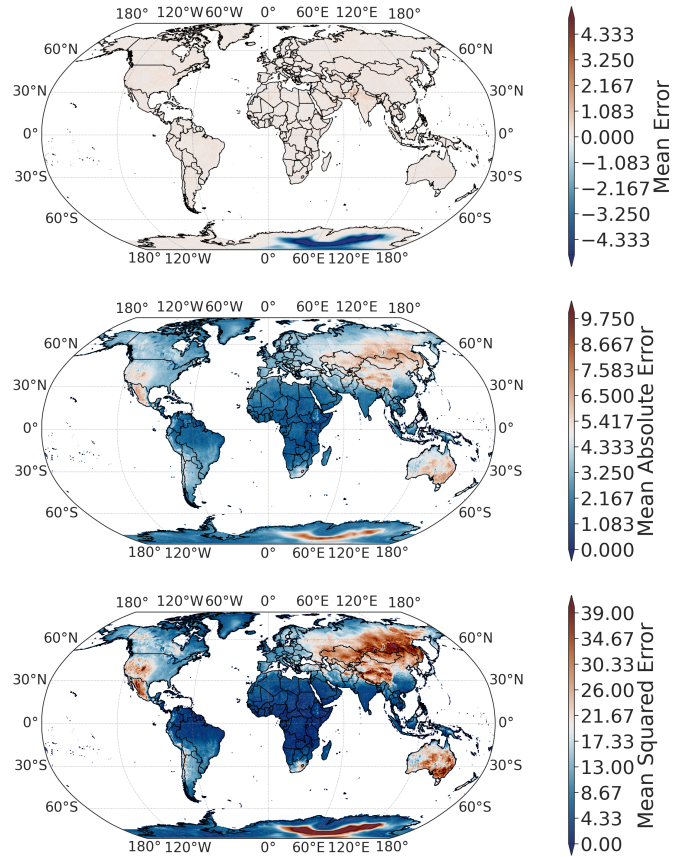 180° 120°W60°W 0° 60°E 120°E 180°
60°N 60°N
30°N 30°N
0° 0°
30°S 30°S
60°S 60°S
180° 120°W 0° 60°E120°E 180°
4.333
3.250
2.167
1.083
0.000
−1.083
−2.167
−3.250
−4.333
Mean Error
180° 120°W60°W 0° 60°E 120°E 180°
60°N 60°N
30°N 30°N
0° 0°
30°S 30°S
60°S 60°S
180° 120°W 0° 60°E120°E 180°
9.750
8.667
7.583
6.500
5.417
4.333
3.250
2.167
1.083
0.000
Mean Absolute Error
180° 120°W60°W 0° 60°E 120°E 180°
60°N 60°N
30°N 30°N
0° 0°
30°S 30°S
60°S 60°S
180° 120°W 0° 60°E120°E 180°
39.00
34.67
30.33
26.00
21.67
17.33
13.00
8.67
4.33
0.00
Mean Squared Error